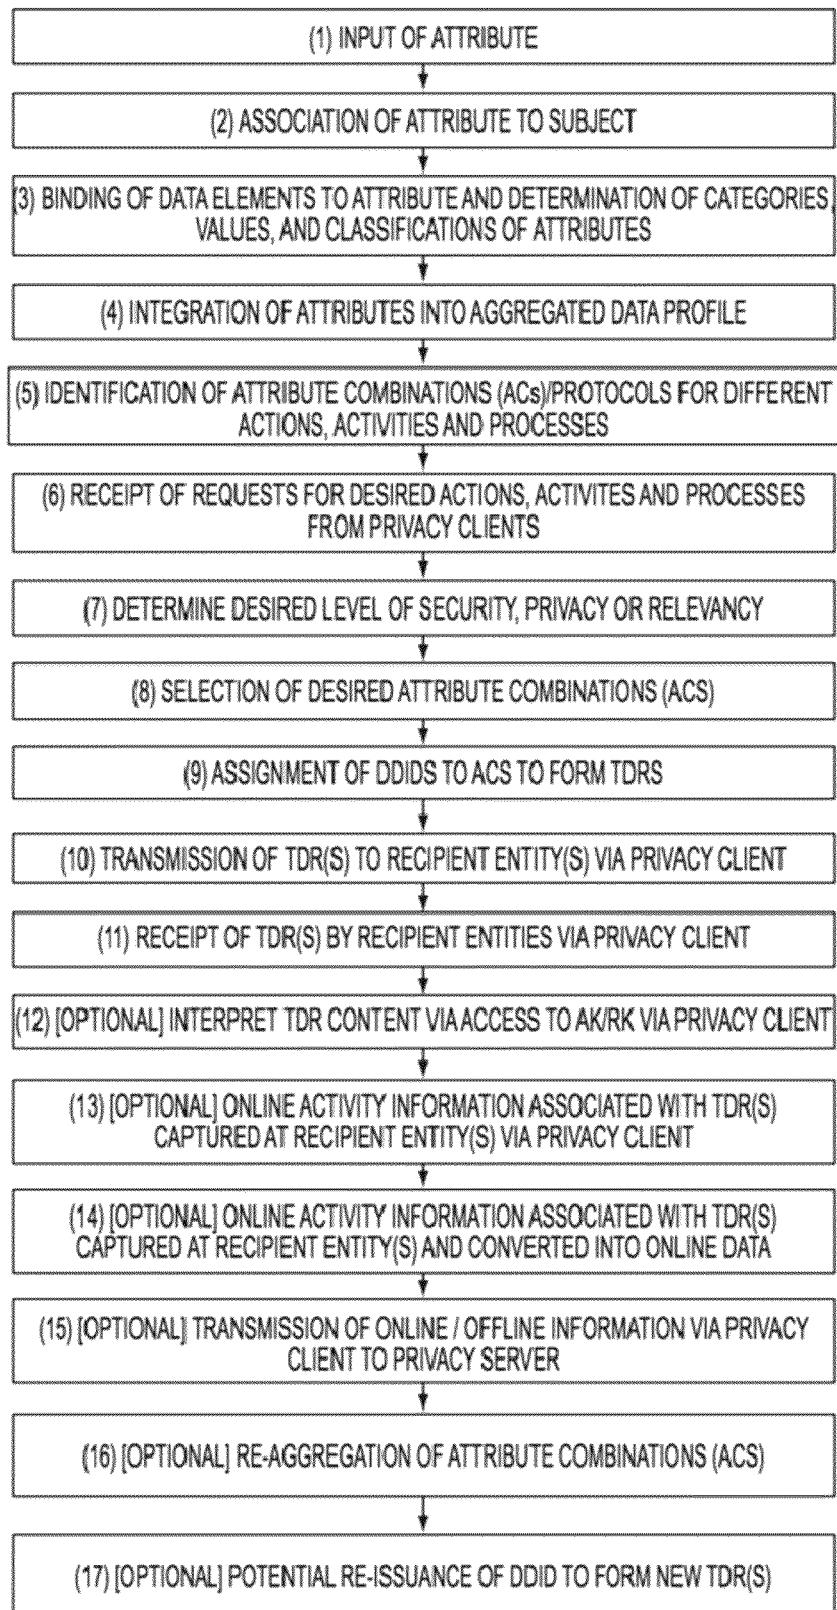 (1) INPUT OF ATTRIBUTE
(2) ASSOCIATION OF ATTRIBUTE TO SUBJECT
(3) BINDING OF DATA ELEMENTS TO ATTRIBUTE AND DETERMINATION OF CATEGORIES,
VALUES, AND CLASSIFICATIONS OF ATTRIBUTES
(4) INTEGRATION OF ATTRIBUTES INTO AGGREGATED DATA PROFILE
(5) IDENTIFICATION OF ATTRIBUTE COMBINATIONS (ACs)/PROTOCOLS FOR DIFFERENT
ACTIONS, ACTIVITIES AND PROCESSES
(6) RECEIPT OF REQUESTS FOR DESIRED ACTIONS, ACTIVITES AND PROCESSES
FROM PRIVACY CLIENTS
(7) DETERMINE DESIRED LEVEL OF SECURITY, PRIVACY OR RELEVANCY
(8) SELECTION OF DESIRED ATTRIBUTE COMBINATIONS (ACS)
(9) ASSIGNMENT OF DDIDS TO ACS TO FORM TDRS
(10) TRANSMISSION OF TDR(S) TO RECIPIENT ENTITY(S) VIA PRIVACY CLIENT
(11) RECEIPT OF TDR(S) BY RECIPIENT ENTITIES VIA PRIVACY CLIENT
(12) [OPTIONAL] INTERPRET TDR CONTENT VIA ACCESS TO AK/RK VIA PRIVACY CLIENT
(13) [OPTIONAL] ONLINE ACTIVITY INFORMATION ASSOCIATED WITH TDR(S)
CAPTURED AT RECIPIENT ENTITY(S) VIA PRIVACY CLIENT
(14) [OPTIONAL] ONLINE ACTIVITY INFORMATION ASSOCIATED WITH TDR(S)
CAPTURED AT RECIPIENT ENTITY(S) AND CONVERTED INTO ONLINE DATA
(15) [OPTIONAL] TRANSMISSION OF ONLINE / OFFLINE INFORMATION VIA PRIVACY
CLIENT TO PRIVACY SERVER
(16) [OPTIONAL] RE-AGGREGATION OF ATTRIBUTE COMBINATIONS (ACS)
(17) [OPTIONAL] POTENTIAL RE-ISSUANCE OF DDID TO FORM NEW TDR(S)